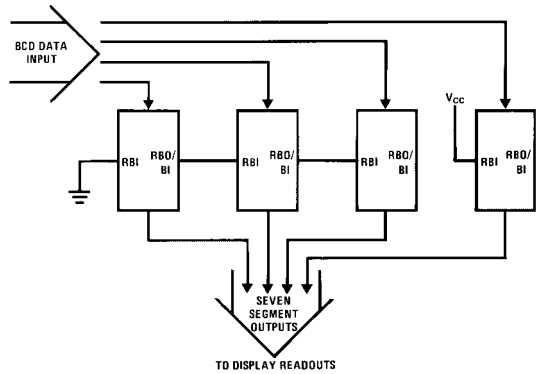 BCD DATA
INPUT
VCC
RBI
RBO/
BI
RBI
RBO/
BI
RBI
RBO/
BI
RBI
RBO/
BI
SEVEN
SEGMENT
OUTPUTS
TO DISPLAY READOUTS